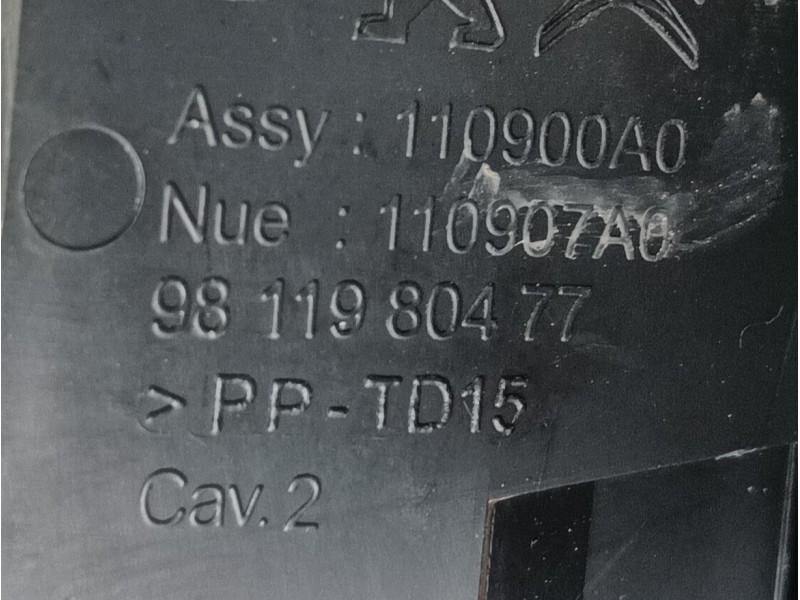 Assy : 110900A0
Nue : 110907A0
98 119 804 77
> PP - TD15
Cav. 2